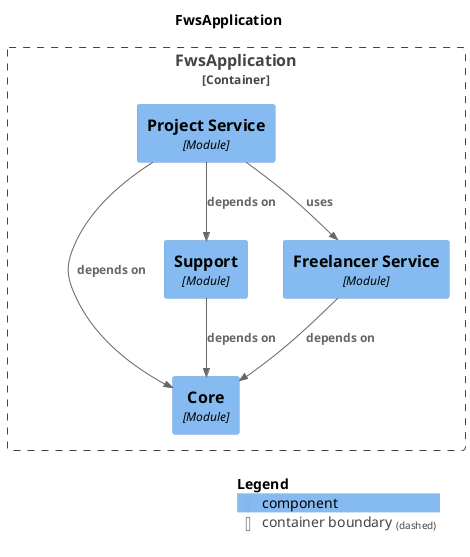 FwsApplication
FwsApplication
[Container]
Project Service
[Module]
depends on
uses
Support
[Module]
Freelancer Service
[Module]
depends on
depends on
depends on
Core
[Module]
Legend
component
container boundary (dashed)